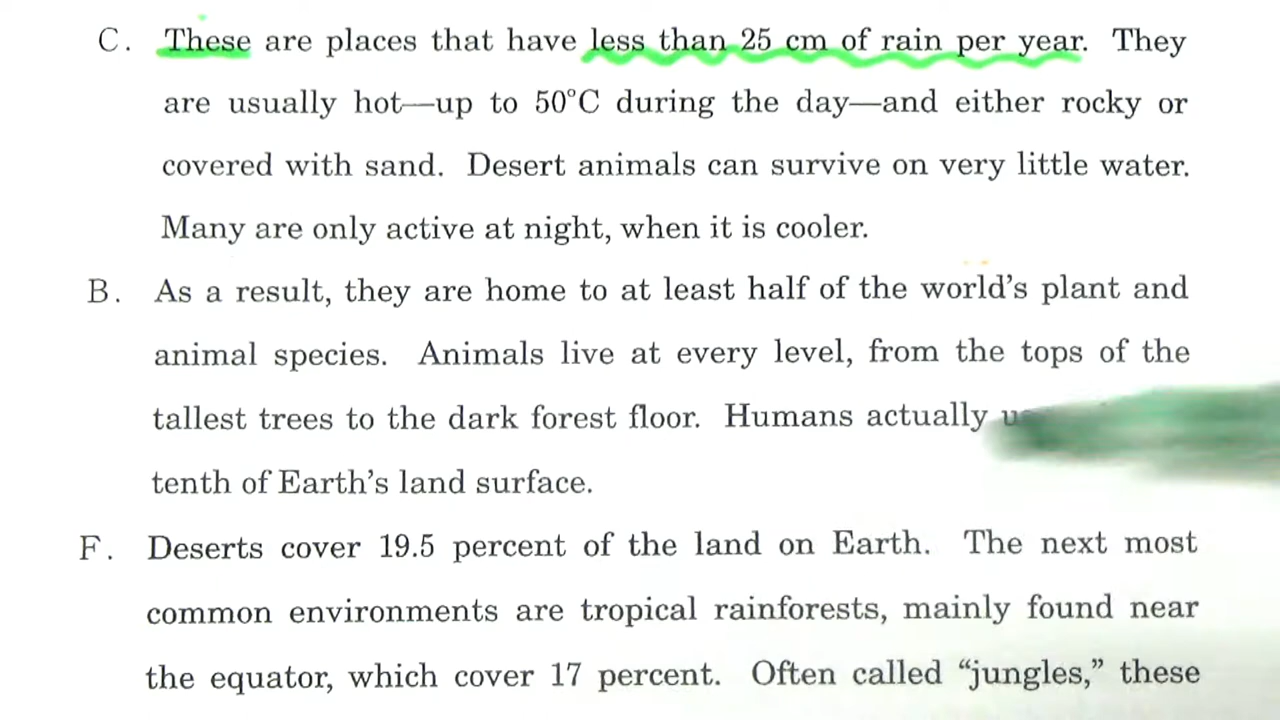 C. These are places that have less than 25 cm of rain per year. They
are usually hot—up to 50°C during the day—and either rocky or
covered with sand. Desert animals can survive on very little water.
Many are only active at night, when it is cooler.
B. As a result, they are home to at least half of the world's plant and
animal species. Animals live at every level, from the tops of the
tallest trees to the dark forest floor. Humans actually
tenth of Earth's land surface.
F. Deserts cover 19.5 percent of the land on Earth. The next most
common environments are tropical rainforests, mainly found near
the equator, which cover 17 percent. Often called “jungles,” these